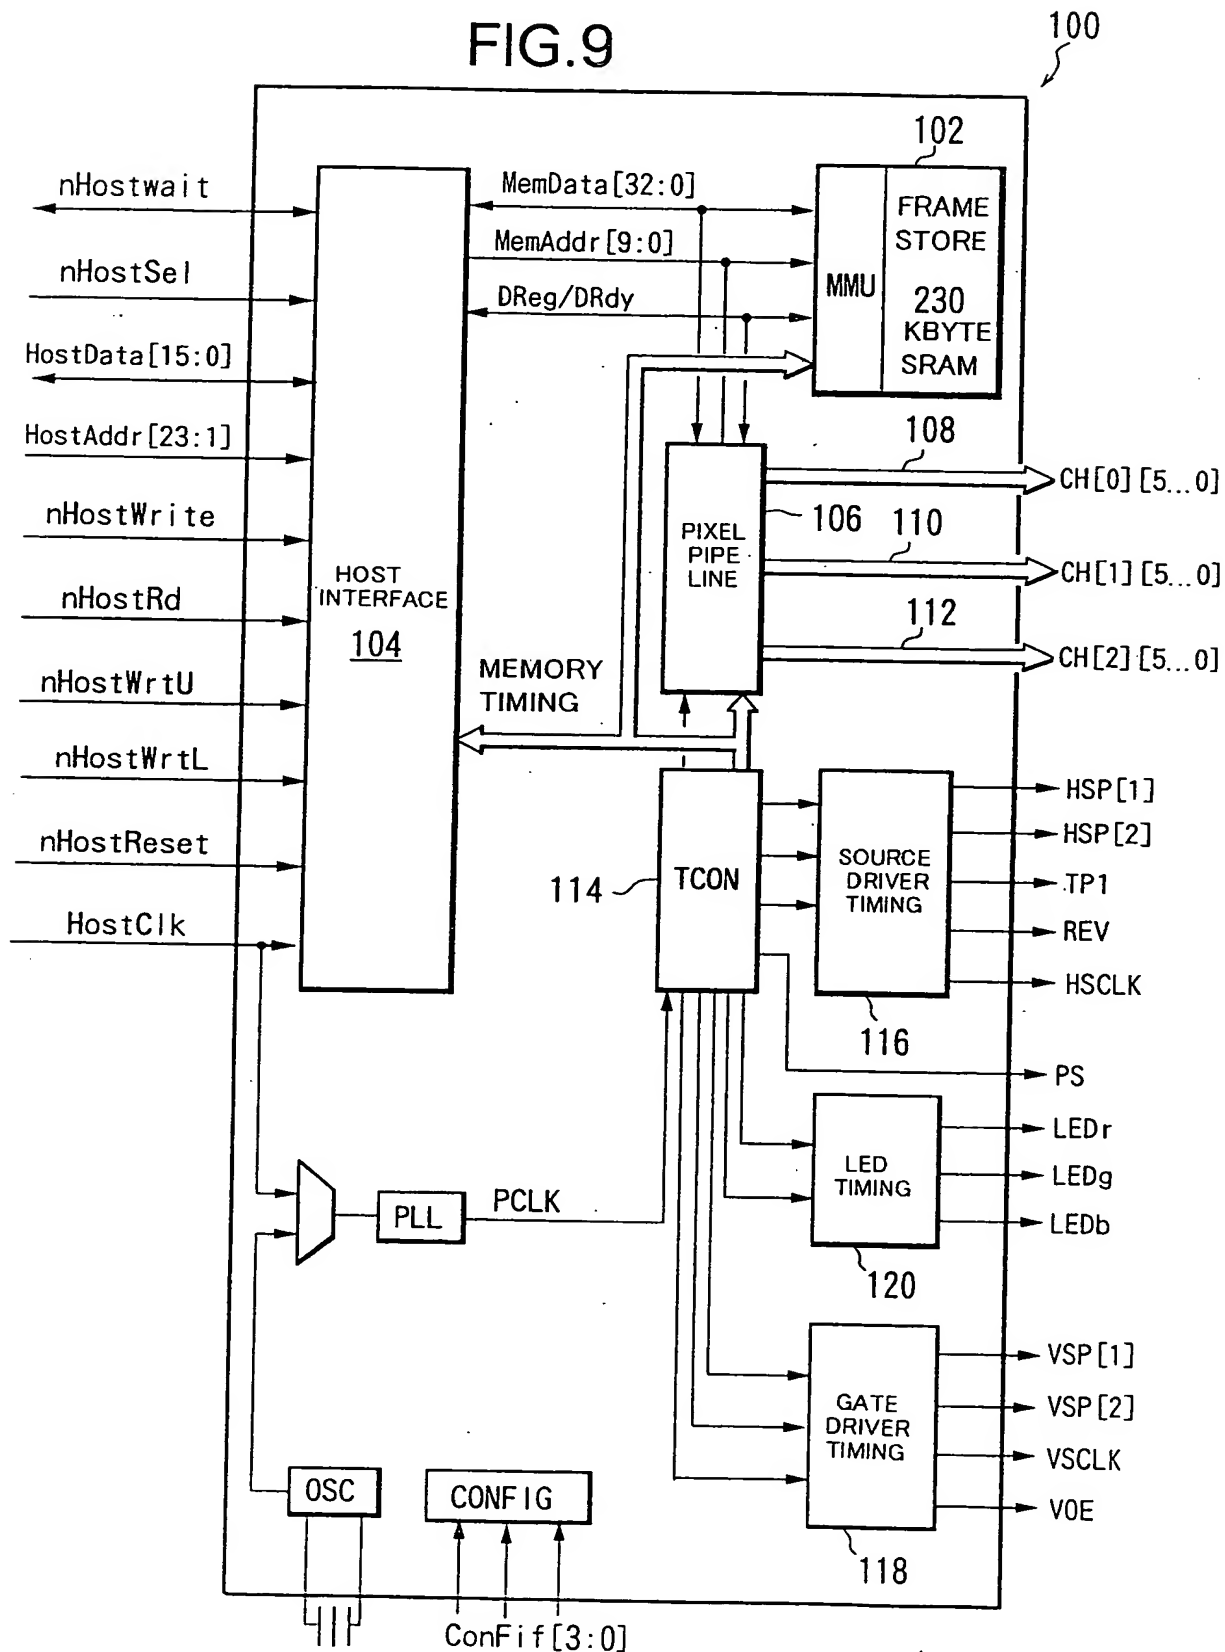 FIG.9
100
102
nHostwait
MemData[32:0]
FRAME
STORE
MemAddr[9:0]
nHostSel
MMU
DReg/DRdy
230
KBYTE
SRAM
HostData[15:0]
108
HostAddr[23:1]
CH[0][5...0]
106
nHostWrite
PIXEL
PIPE
LINE
110
HOST
INTERFACE
104
CH[1][5...0]
nHostRd
112
MEMORY
TIMING
CH[2][5...0]
nHostWrtU
nHostWrtL
HSP[1]
HSP[2]
nHostReset
114
TCON
SOURCE
DRIVER
TIMING
TP1
HostClk
REV
HSCLK
116
PS
LEDr
LED
TIMING
LEDg
PLL
PCLK
LEDb
120
VSP[1]
GATE
DRIVER
TIMING
VSP[2]
VSCLK
OSC
CONFIG
VOE
118
ConFif[3:0]